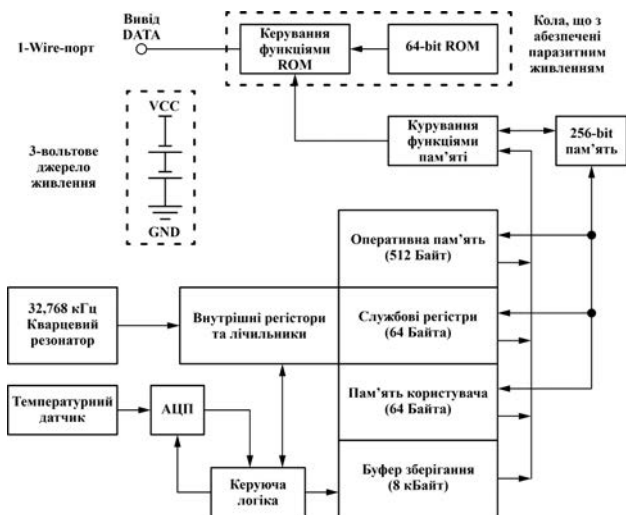 1-Wire-порт
Вивід
DATA
Керування
функціями
ROM
64-bit ROM
Кола, що з
абезпечені
паразитним
живленням
3-вольтове
джерело
живлення
VCC
GND
Курування
функціями
пам’яті
256-bit
пам’ять
Оперативна пам’ять
(512 Байт)
32,768 кГц
Кварцевий
резонатор
Внутрішні регістори
та лічильники
Службові регістри
(64 Байта)
Температурний
датчик
АЦП
Пам’ять користувача
(64 Байта)
Керуюча
логіка
Буфер зберігання
(8 кБайт)